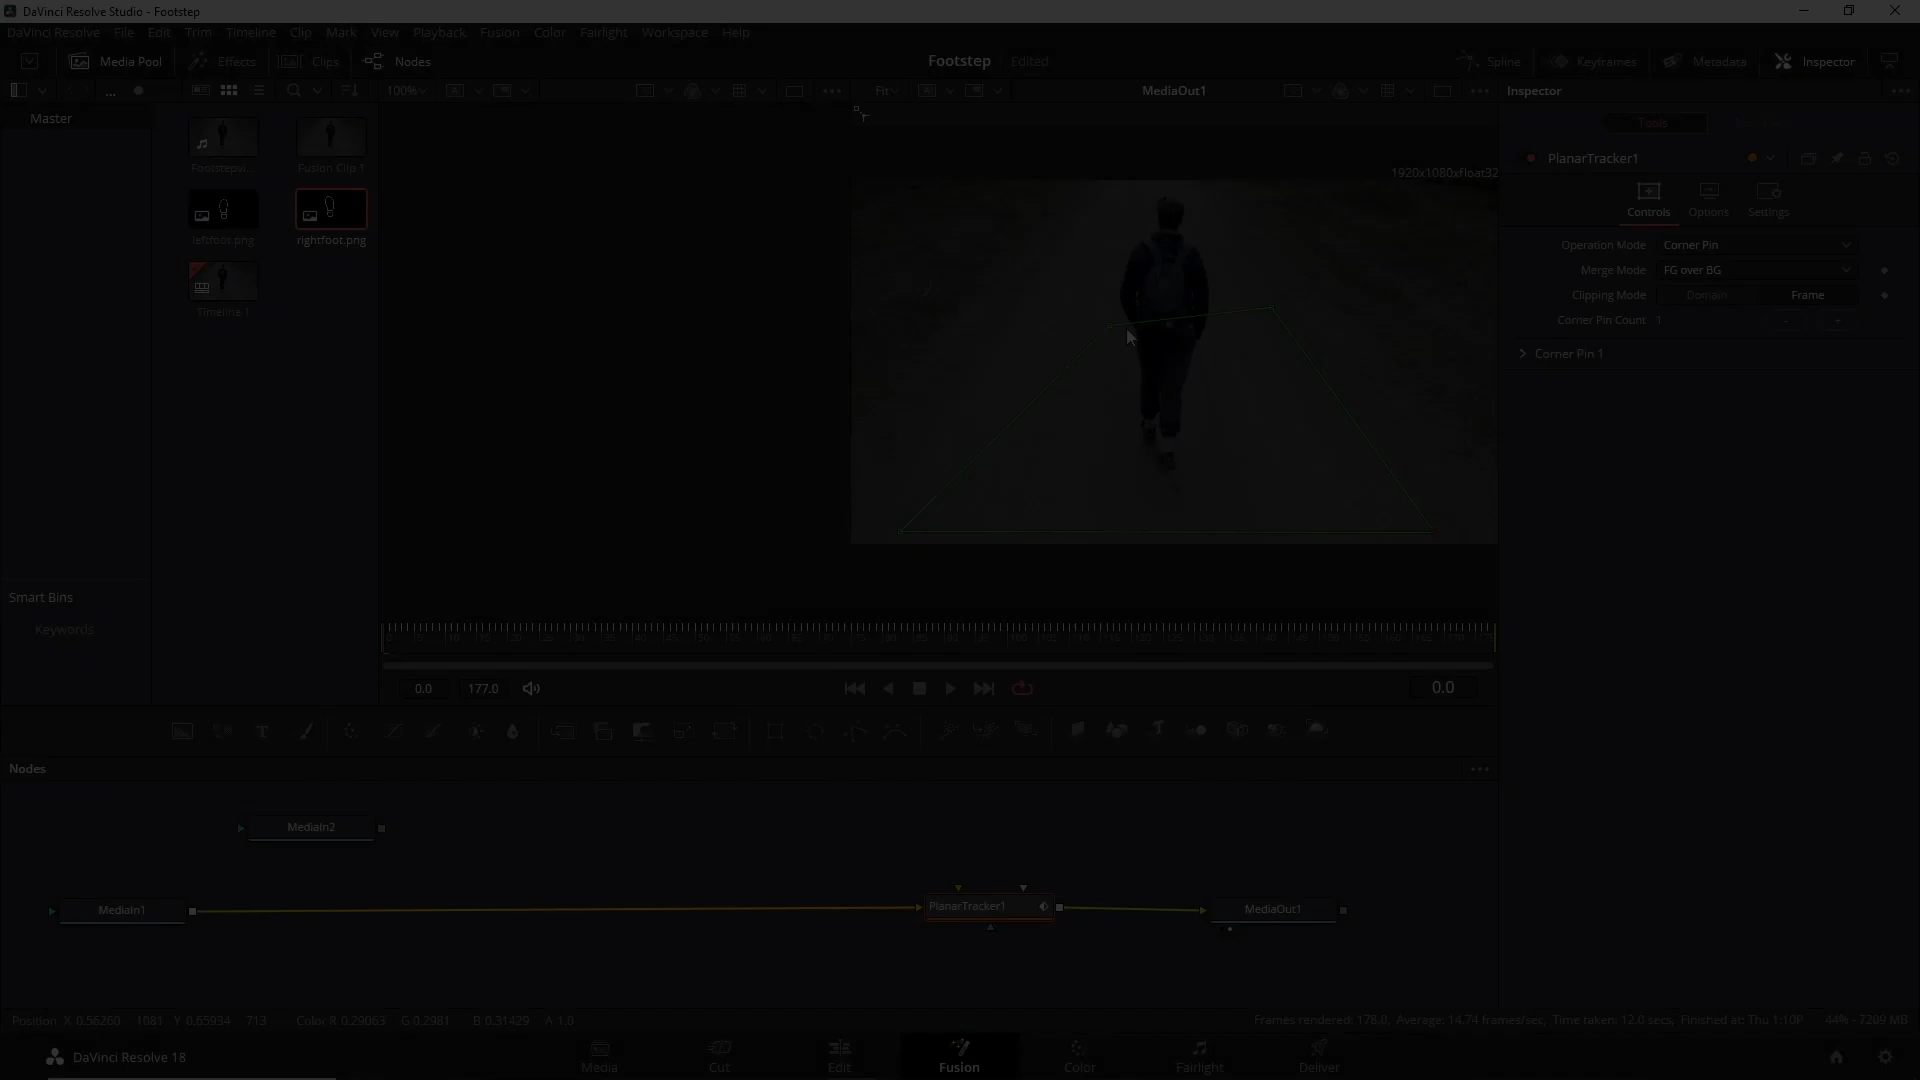 DaVinci Resolve Studio - Footstep
DaVinci Resolve File Edit Trim Timeline Clip Mark View Playback Fusion Color Fairlight Workspace Help
Media Pool Effects Clips Nodes Footstep Edited Spline Keyframes Metadata Inspector
100% Fit MediaOut1 Inspector
Master
Tools
Footstepvi... Fusion Clip 1
PlanarTracker1
1920x1080xfloat32
Controls Options Settings
leftfoot.png rightfoot.png
Operation Mode Corner Pin
Merge Mode FG over BG
Clipping Mode Domain Frame
Timeline 1
Corner Pin Count 1
Corner Pin 1
Smart Bins
Keywords
0.0 177.0 0.0
Nodes
MediaIn2
MediaIn1 PlanarTracker1 MediaOut1
Position X 0.56260 1081 Y 0.65934 713 Color R 0.29063 G 0.2981 B 0.31429 A 1.0 Frames rendered: 178.0, Average: 14.74 frames/sec, Time taken: 12.0 secs, Finished at: Thu 1:10P 44% - 7209 MB
DaVinci Resolve 18 Media Cut Edit Fusion Color Fairlight Deliver